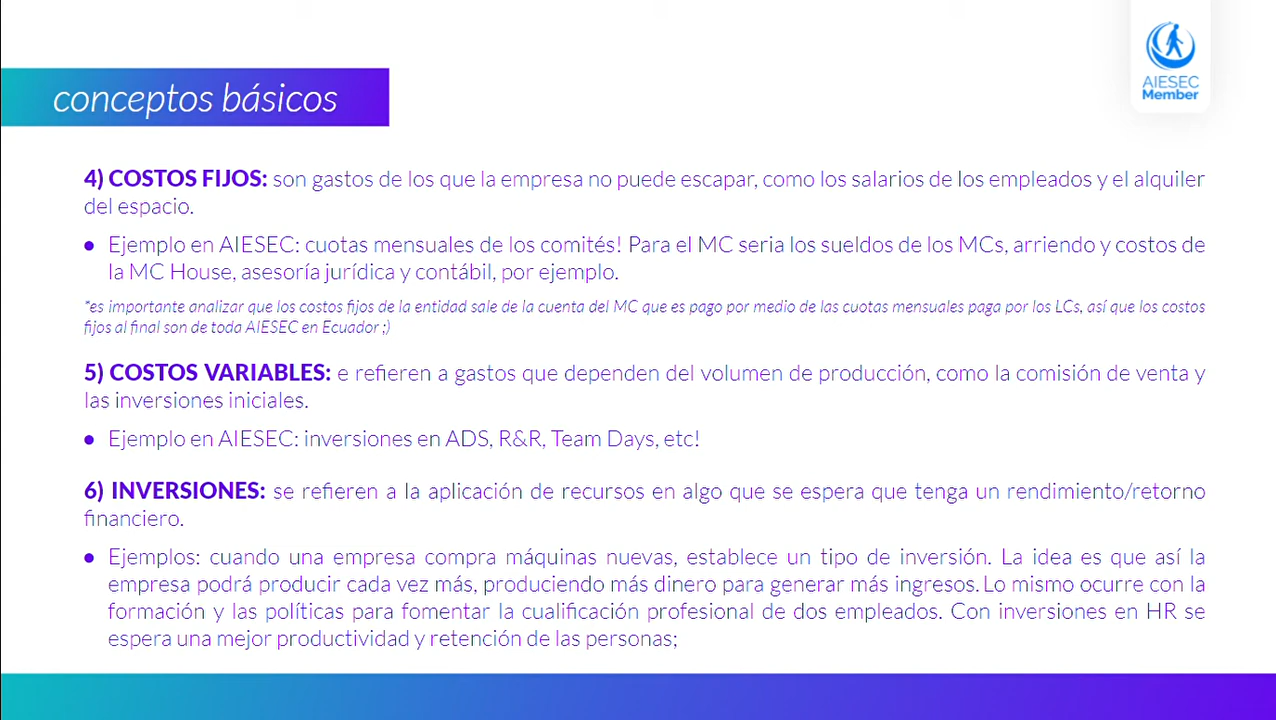 AIESEC
Member
conceptos básicos
4) COSTOS FIJOS: son gastos de los que la empresa no puede escapar, como los salarios de los empleados y el alquiler
del espacio.
● Ejemplo en AIESEC: cuotas mensuales de los comités! Para el MC seria los sueldos de los MCs, arriendo y costos de
la MC House, asesoría jurídica y contábil, por ejemplo.
*es importante analizar que los costos fijos de la entidad sale de la cuenta del MC que es pago por medio de las cuotas mensuales paga por los LCs, así que los costos
fijos al final son de toda AIESEC en Ecuador ;)
5) COSTOS VARIABLES: e refieren a gastos que dependen del volumen de producción, como la comisión de venta y
las inversiones iniciales.
● Ejemplo en AIESEC: inversiones en ADS, R&R, Team Days, etc!
6) INVERSIONES: se refieren a la aplicación de recursos en algo que se espera que tenga un rendimiento/retorno
financiero.
● Ejemplos: cuando una empresa compra máquinas nuevas, establece un tipo de inversión. La idea es que así la
empresa podrá producir cada vez más, produciendo más dinero para generar más ingresos. Lo mismo ocurre con la
formación y las políticas para fomentar la cualificación profesional de dos empleados. Con inversiones en HR se
espera una mejor productividad y retención de las personas;